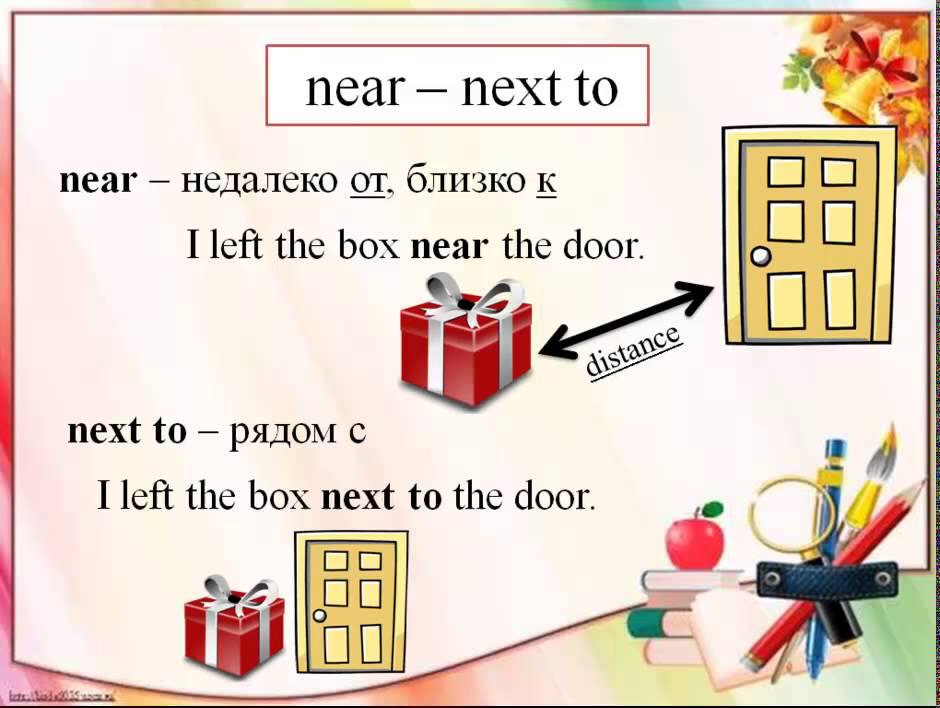 near – next to
near – недалеко от, близко к
I left the box near the door.
distance
next to – рядом с
I left the box next to the door.